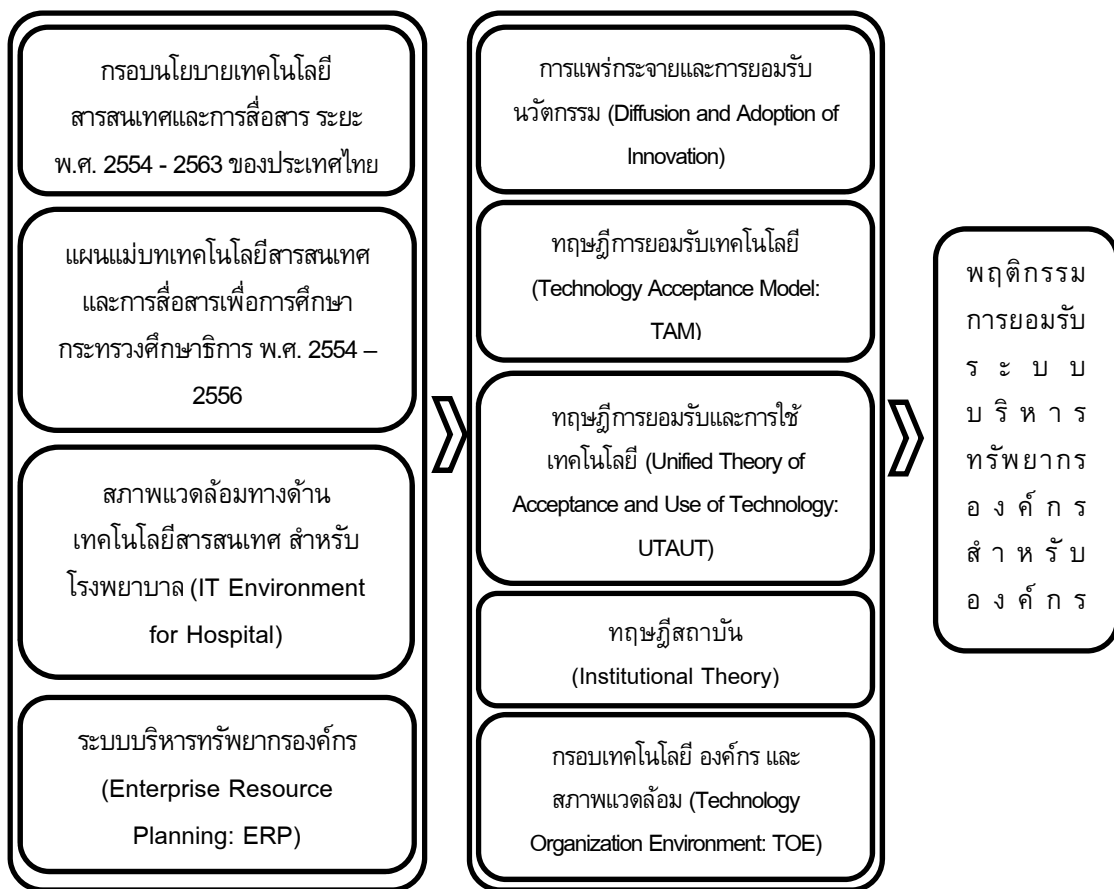 กรอบนโยบายเทคโนโลยี
สารสนเทศและการสื่อสาร ระยะ
พ.ศ. 2554 - 2563 ของประเทศไทย
แผนแม่บทเทคโนโลยีสารสนเทศ
และการสื่อสารเพื่อการศึกษา
กระทรวงศึกษาธิการ พ.ศ. 2554 –
2556
สภาพแวดล้อมทางด้าน
เทคโนโลยีสารสนเทศ สำหรับ
โรงพยาบาล (IT Environment
for Hospital)
ระบบบริหารทรัพยากรองค์กร
(Enterprise Resource
Planning: ERP)
การแพร่กระจายและการยอมรับ
นวัตกรรม (Diffusion and Adoption of
Innovation)
ทฤษฎีการยอมรับเทคโนโลยี
(Technology Acceptance Model:
TAM)
ทฤษฎีการยอมรับและการใช้
เทคโนโลยี (Unified Theory of
Acceptance and Use of Technology:
UTAUT)
ทฤษฎีสถาบัน
(Institutional Theory)
กรอบเทคโนโลยี องค์กร และ
สภาพแวดล้อม (Technology
Organization Environment: TOE)
พฤติกรรม
การยอมรับ
ระบบ
บริหาร
ทรัพยากร
องค์กร
สำหรับ
องค์กร